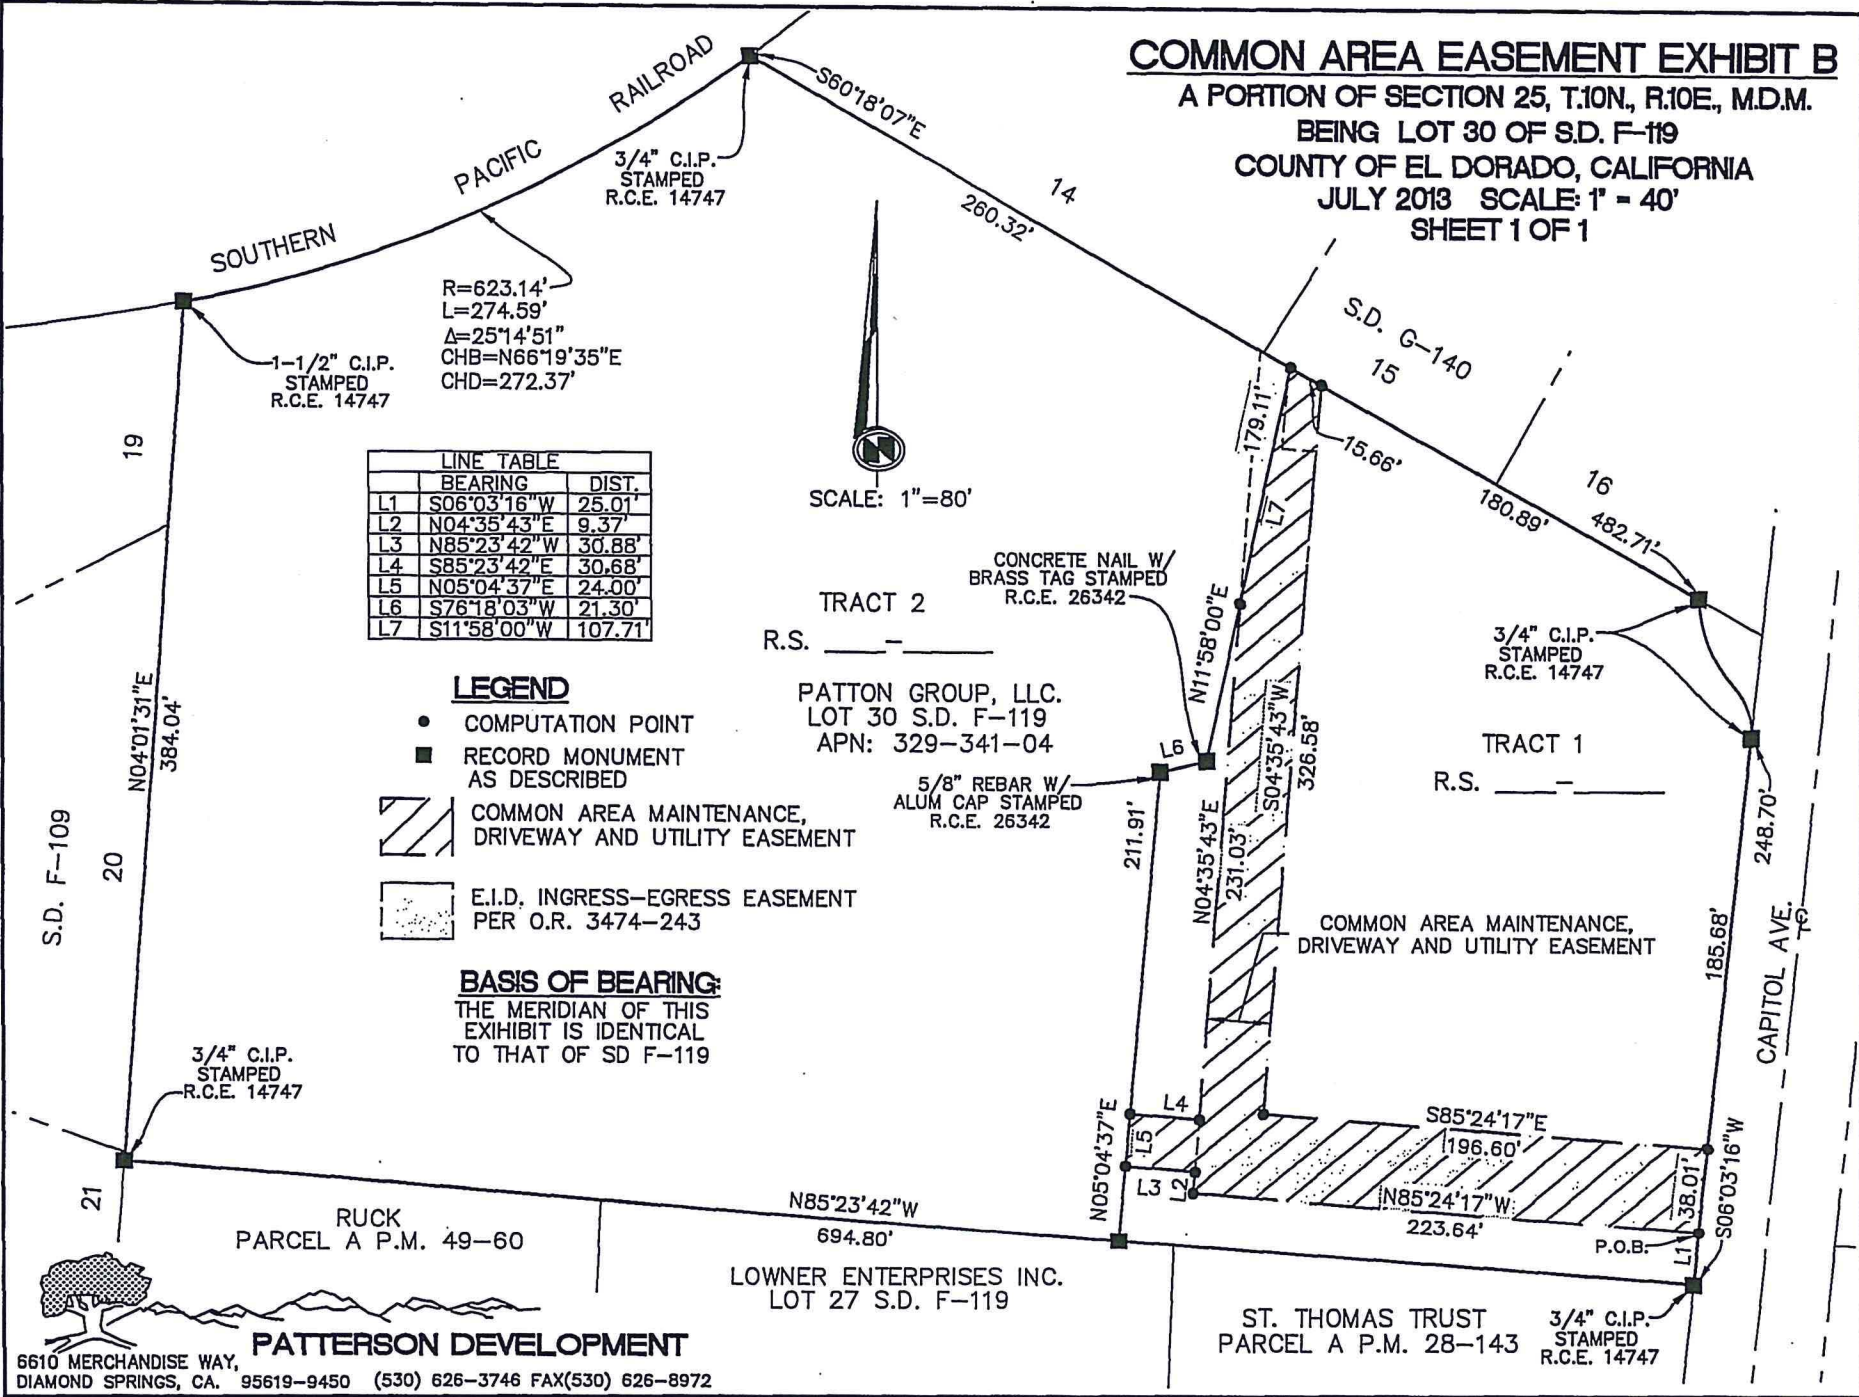 COMMON AREA EASEMENT EXHIBIT B
A PORTION OF SECTION 25, T.10N., R.10E., M.D.M.
BEING LOT 30 OF S.D. F-119
COUNTY OF EL DORADO, CALIFORNIA
JULY 2013 SCALE: 1" = 40'
SHEET 1 OF 1
SOUTHERN PACIFIC RAILROAD
S60°18'07"E
260.32'
14
3/4" C.I.P.
STAMPED
R.C.E. 14747
R=623.14'
L=274.59'
Δ=25°14'51"
CHB=N66°19'35"E
CHD=272.37'
1-1/2" C.I.P.
STAMPED
R.C.E. 14747
19
S.D. G-140
15
16
179.11'
15.66'
180.89'
482.71'
LINE TABLE
BEARING DIST.
L1 S06°03'16"W 25.01'
L2 N04°35'43"E 9.37'
L3 N85°23'42"W 30.88'
L4 S85°23'42"E 30.68'
L5 N05°04'37"E 24.00'
L6 S76°18'03"W 21.30'
L7 S11°58'00"W 107.71'
N
SCALE: 1"=80'
L7
CONCRETE NAIL W/
BRASS TAG STAMPED
R.C.E. 26342
TRACT 2
R.S. ____-____
PATTON GROUP, LLC.
LOT 30 S.D. F-119
APN: 329-341-04
N11°58'00"E
L6
5/8" REBAR W/
ALUM CAP STAMPED
R.C.E. 26342
3/4" C.I.P.
STAMPED
R.C.E. 14747
TRACT 1
R.S. ____-____
N04°01'31"E
384.04'
LEGEND
COMPUTATION POINT
RECORD MONUMENT
AS DESCRIBED
COMMON AREA MAINTENANCE,
DRIVEWAY AND UTILITY EASEMENT
E.I.D. INGRESS-EGRESS EASEMENT
PER O.R. 3474-243
BASIS OF BEARING:
THE MERIDIAN OF THIS
EXIHIBIT IS IDENTICAL
TO THAT OF SD F-119
S.D. F-109
20
211.91'
N04°35'43"E
231.03'
S04°35'43"W
326.58'
COMMON AREA MAINTENANCE,
DRIVEWAY AND UTILITY EASEMENT
248.70'
185.68'
CAPITOL AVE.
3/4" C.I.P.
STAMPED
R.C.E. 14747
21
N05°04'37"E
L4
L5
L3
L2
S85°24'17"E
196.60'
N85°24'17"W
223.64'
38.01'
S06°03'16"W
P.O.B.
L1
N85°23'42"W
694.80'
RUCK
PARCEL A P.M. 49-60
LOWNER ENTERPRISES INC.
LOT 27 S.D. F-119
ST. THOMAS TRUST
PARCEL A P.M. 28-143
3/4" C.I.P.
STAMPED
R.C.E. 14747
PATTERSON DEVELOPMENT
6610 MERCHANDISE WAY,
DIAMOND SPRINGS, CA. 95619-9450 (530) 626-3746 FAX(530) 626-8972